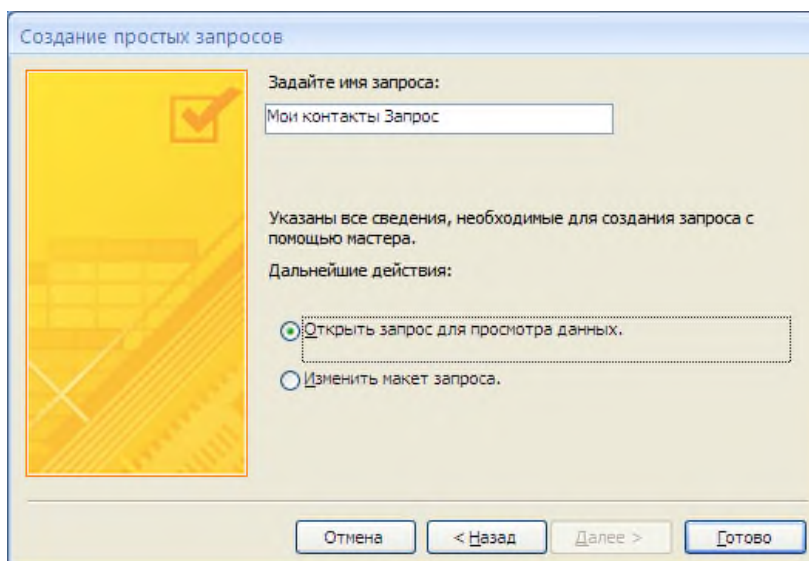 Создание простых запросов
Задайте имя запроса:
Мои контакты Запрос
Указаны все сведения, необходимые для создания запроса с
помощью мастера.
Дальнейшие действия:
Открыть запрос для просмотра данных.
Изменить макет запроса.
Отмена
< Назад
Далее >
Готово